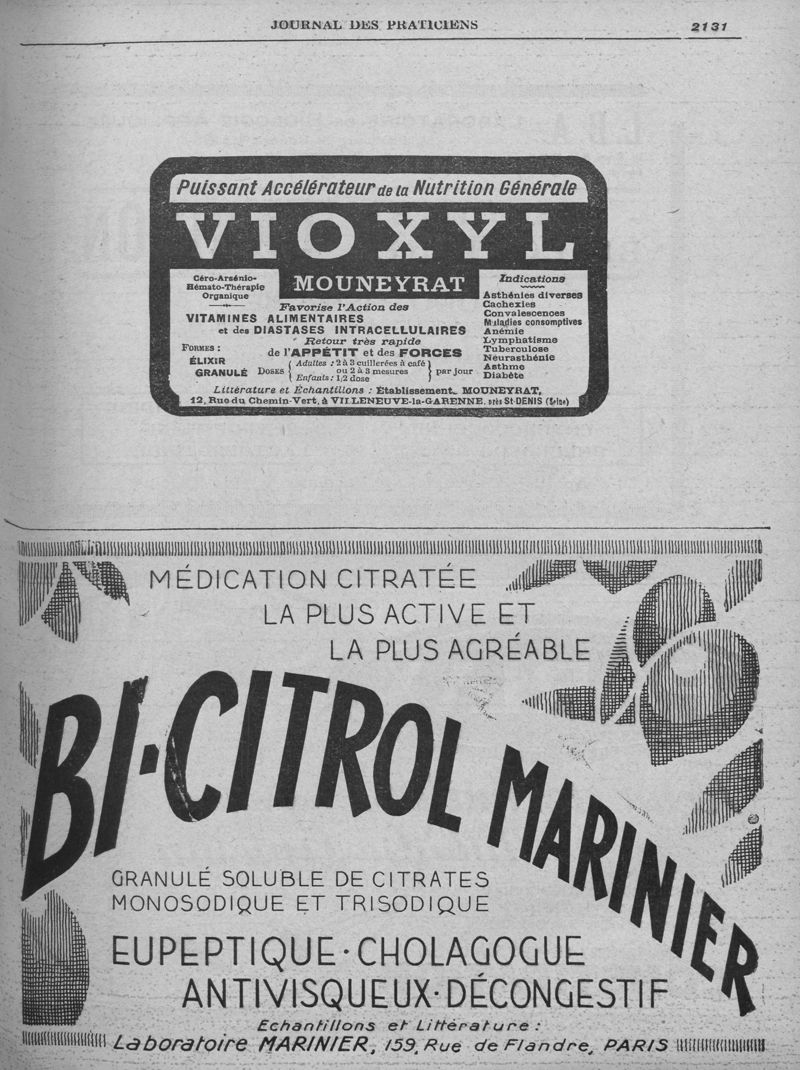 JOURNAL DES PRATICIENS
2131
Puissant Accélérateur de la Nutrition Générale
VIOXYL
MOUNEYRAT
Céro-Arsénio-
Hémato-Thérapie
Organique
Favorise l'Action des
VITAMINES ALIMENTAIRES
et des DIASTASES INTRACELLULAIRES
Retour très rapide
de l'APPÉTIT et des FORCES
FORMES :
ÉLIXIR
GRANULÉ
DOSES
Adultes : 2 à 3 cuillerées à café
ou 2 à 3 mesures
Enfants : 1/2 dose
par jour
Indications
Asthénies diverses
Cachexies
Convalescences
Maladies consomptives
Anémie
Lymphatisme
Tuberculose
Neurasthénie
Asthme
Diabète
Littérature et Échantillons : Établissement MOUNEYRAT,
12, Rue du Chemin-Vert, à VILLENEUVE-la-GARENNE, près St-DENIS (Seine)
MÉDICATION CITRATÉE
LA PLUS ACTIVE ET
LA PLUS AGRÉABLE
BI-CITROL MARINIER
GRANULÉ SOLUBLE DE CITRATES
MONOSODIQUE ET TRISODIQUE
EUPEPTIQUE · CHOLAGOGUE
ANTIVISQUEUX · DÉCONGESTIF
Echantillons et Littérature :
Laboratoire MARINIER, 159, Rue de Flandre, PARIS